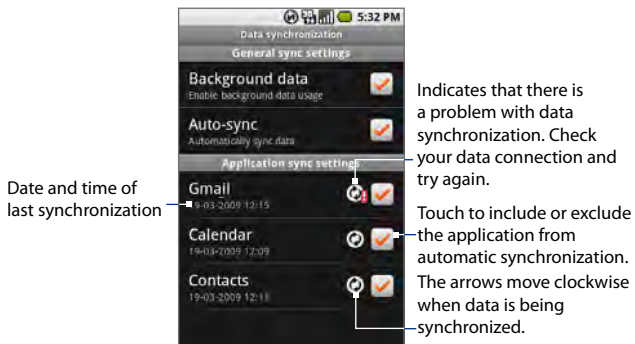 5:32 PM
Data synchronization
General sync settings
Background data
Enable background data usage
Auto-sync
Automatically sync data
Application sync settings
Gmail
19-03-2009 12:15
Calendar
19-03-2009 12:09
Contacts
19-03-2009 12:11
Date and time of
last synchronization
Indicates that there is
a problem with data
synchronization. Check
your data connection and
try again.
Touch to include or exclude
the application from
automatic synchronization.
The arrows move clockwise
when data is being
synchronized.